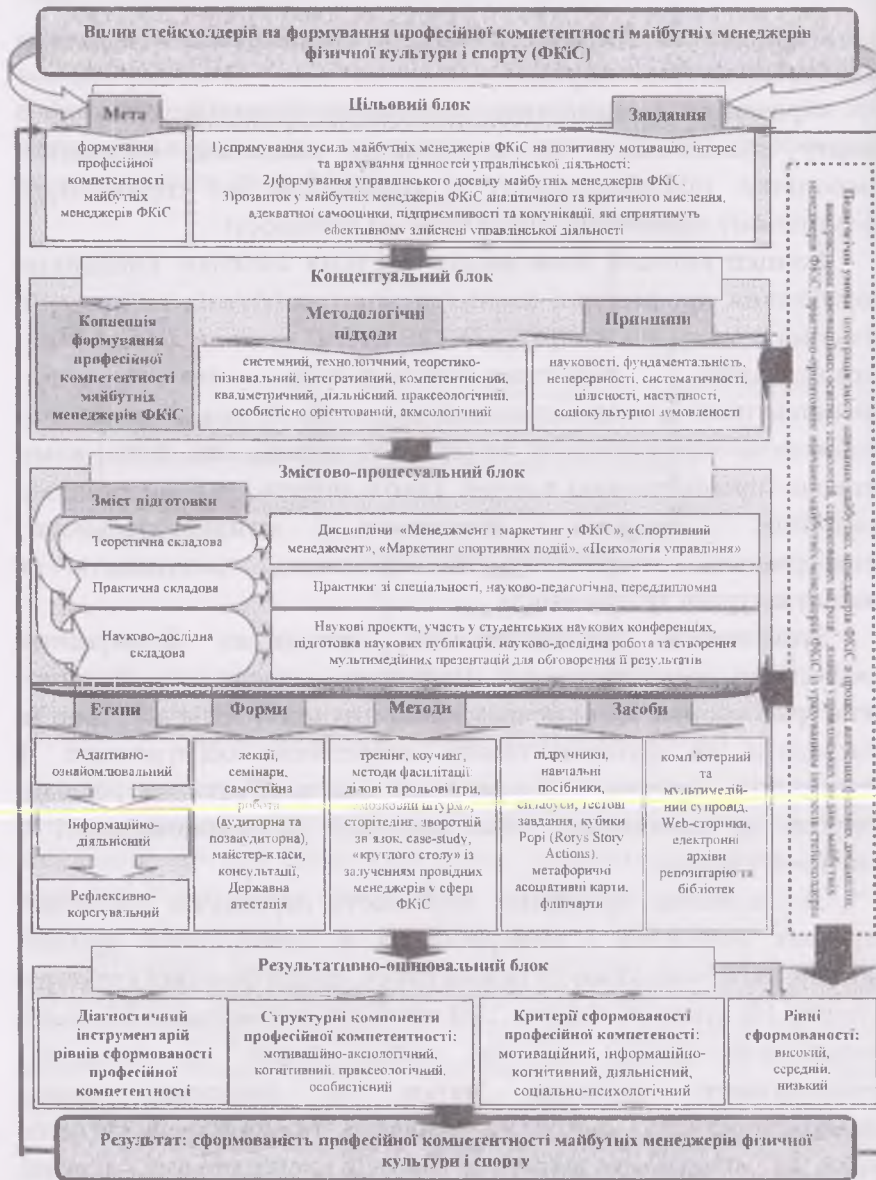 Вплив стейкхолдерів на формування професійної компетентності майбутніх менеджерів
фізичної культури і спорту (ФКіС)
Цільовий блок
Мета
Завдання
формування
професійної
компетентності
майбутніх
менеджерів ФКіС
1)спрямування зусиль майбутніх менеджерів ФКіС на позитивну мотивацію, інтерес
та врахування цінностей управлінської діяльності;
2)формування управлінського досвіду майбутніх менеджерів ФКіС,
3)розвиток у майбутніх менеджерів ФКіС аналітичного та критичного мислення,
адекватної самооцінки, підприємливості та комунікації, які сприятимуть
ефективному здійснені управлінської діяльності
Концептуальний блок
Концепція
формування
професійної
компетентності
майбутніх
менеджерів ФКіС
Методологічні
підходи
системний, технологічний, теоретико-
пізнавальний, інтегративний, компетентнісний,
кваліметричний, діяльнісний, праксеологічний,
особистісно орієнтований, акмеологічний
Принципи
науковості, фундаментальність,
неперервності, систематичності,
цілісності, наступності,
соціокультурної зумовленості
Змістово-процесуальний блок
Зміст підготовки
Теоретична складова
Дисципліни «Менеджмент і маркетинг у ФКіС», «Спортивний
менеджмент», «Маркетинг спортивних подій», «Психологія управління»
Практична складова
Практики: зі спеціальності, науково-педагогічна, переддипломна
Науково-дослідна
складова
Наукові проєкти, участь у студентських наукових конференціях,
підготовка наукових публікацій, науково-дослідна робота та створення
мультимедійних презентацій для обговорення її результатів
Етапи
Адаптивно-
ознайомлювальний
Інформаційно-
діяльнісний
Рефлексивно-
корегувальний
Форми
лекції,
семінари,
самостійна
робота
(аудиторна та
позааудиторна),
майстер-класи,
консультації,
Державна
атестація
Методи
тренінг, коучинг,
методи фасилітації
ділові та рольові ігри,
«мозковий штурм»,
сторітелінг, зворотній
зв'язок, case-study,
«круглого столу» із
залученням провідних
менеджерів в сфері
ФКіС
Засоби
підручники,
навчальні
посібники,
силабуси, тестові
завдання, кубики
Рорі (Rorys Story
Actions),
метафоричні
асоціативні карти,
фліпчарти
комп'ютерний
та
мультимедій-
ний супровід,
Web-сторінки,
електронні
архіви
репозитарію та
бібліотек
Результативно-оцінювальний блок
Діагностичний
інструментарій
рівнів сформованості
професійної
компетентності
Структурні компоненти
професійної компетентності:
мотиваційно-аксіологічний,
когнітивний, праксеологічний,
особистісний
Критерії сформованості
професійної компетеності:
мотиваційний, інформаційно-
когнітивний, діяльнісний,
соціально-психологічний
Рівні
сформованості:
високий,
середній,
низький
Результат: сформованість професійної компетентності майбутніх менеджерів фізичної
культури і спорту